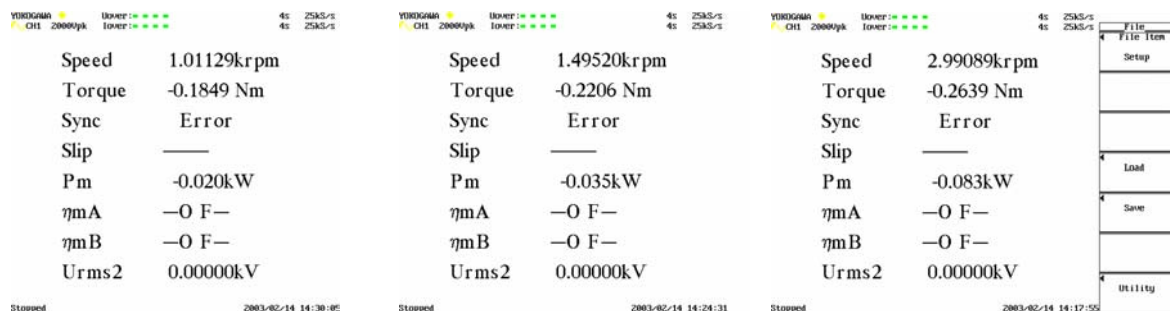 YOKOGAWA Uover: 4s 25kS/s
CH1 2000Vpk Iover: 4s 25kS/s
Speed 1.01129krpm
Torque -0.1849 Nm
Sync Error
Slip
Pm -0.020kW
ηmA —O F—
ηmB —O F—
Urms2 0.00000kV
Stopped 2003/02/14 14:30:05
YOKOGAWA Uover: 4s 25kS/s
CH1 2000Vpk Iover: 4s 25kS/s
Speed 1.49520krpm
Torque -0.2206 Nm
Sync Error
Slip
Pm -0.035kW
ηmA —O F—
ηmB —O F—
Urms2 0.00000kV
Stopped 2003/02/14 14:24:31
YOKOGAWA Uover: 4s 25kS/s
CH1 2000Vpk Iover: 4s 25kS/s
Speed 2.99089krpm
Torque -0.2639 Nm
Sync Error
Slip
Pm -0.083kW
ηmA —O F—
ηmB —O F—
Urms2 0.00000kV
Stopped 2003/02/14 14:17:55
File
File Item
Setup
Load
Save
Utility